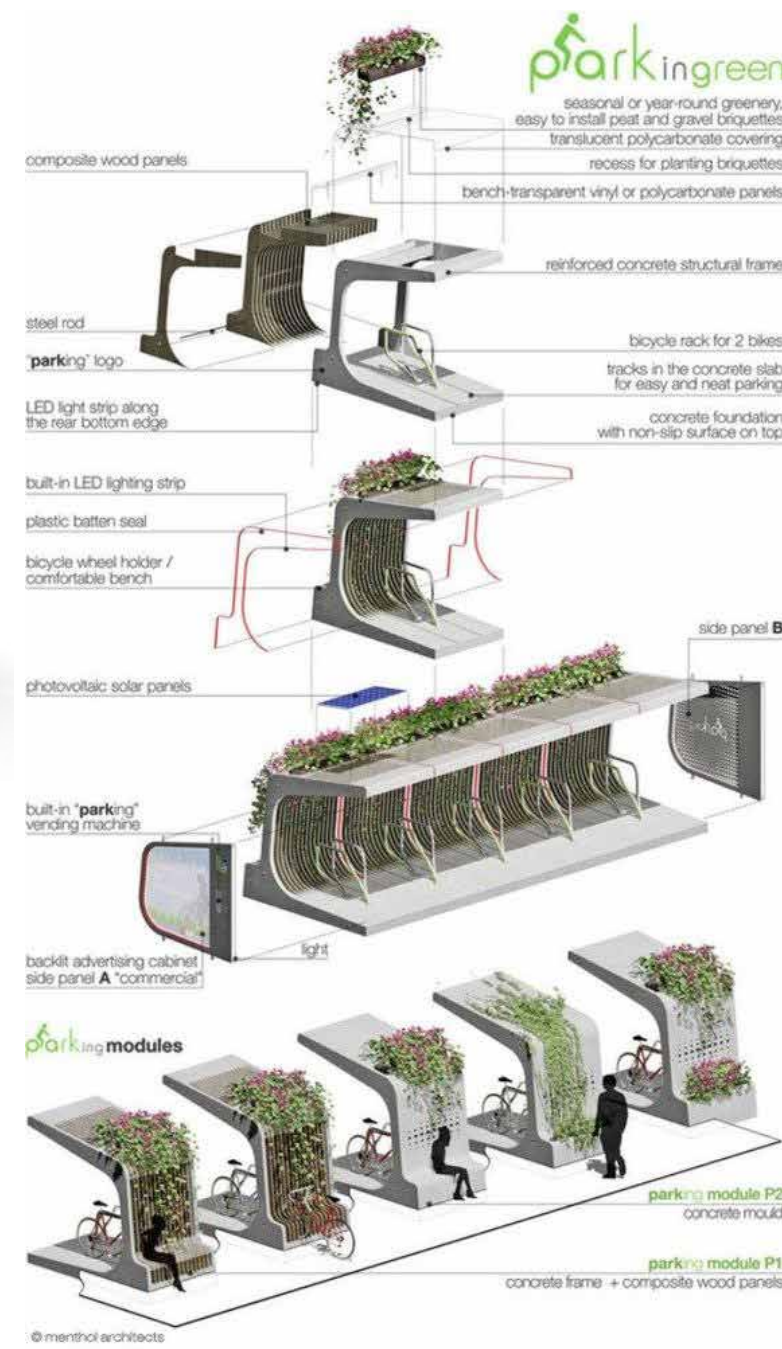 parkingreen
seasonal or year-round greenery,
easy to install peat and gravel briquettes
translucent polycarbonate covering
composite wood panels
recess for planting briquettes
bench-transparent vinyl or polycarbonate panels
reinforced concrete structural frame
steel rod
"parking" logo
bicycle rack for 2 bikes
tracks in the concrete slab
for easy and neat parking
LED light strip along
the rear bottom edge
concrete foundation
with non-slip surface on top
built-in LED lighting strip
plastic batten seal
bicycle wheel holder /
comfortable bench
side panel B
photovoltaic solar panels
built-in "parking"
vending machine
light
backlit advertising cabinet
side panel A "commercial"
parking modules
parking module P2
concrete mould
parking module P1
concrete frame + composite wood panels
© menthol architects